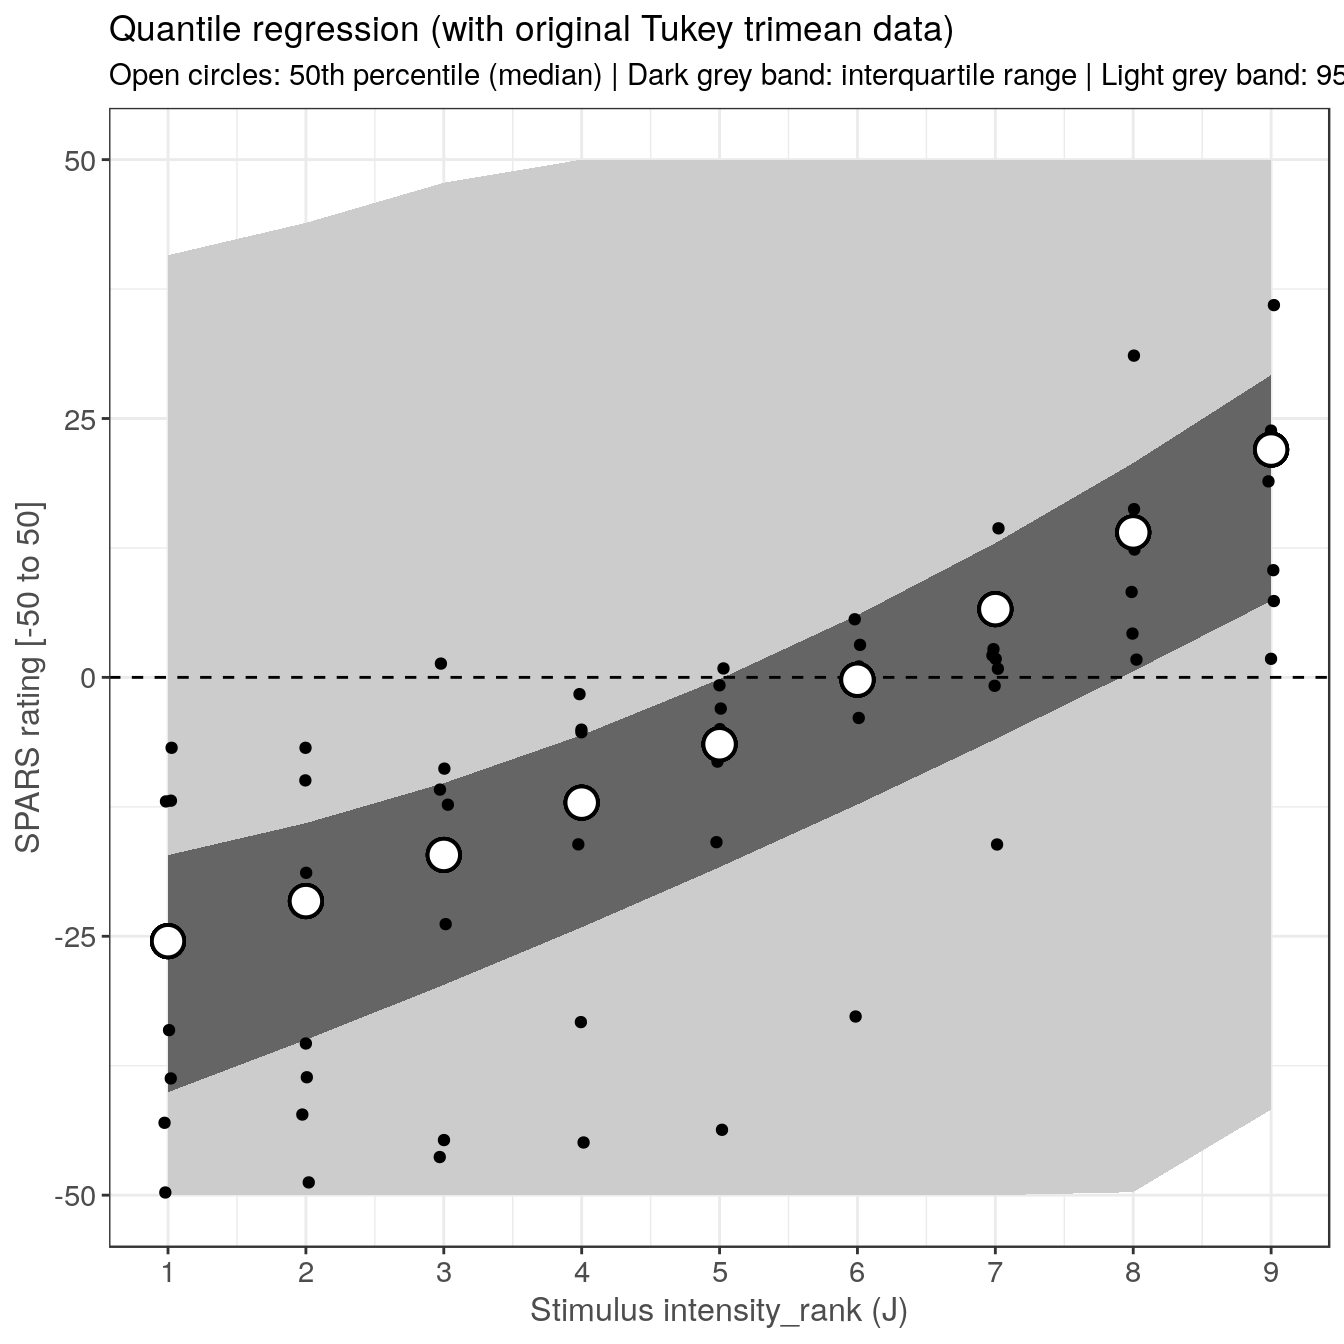 Quantile regression (with original Tukey trimean data)
Open circles: 50th percentile (median) | Dark grey band: interquartile range | Light grey band: 95
50
25
0
-25
-50
SPARS rating [-50 to 50]
1 2 3 4 5 6 7 8 9
Stimulus intensity_rank (J)